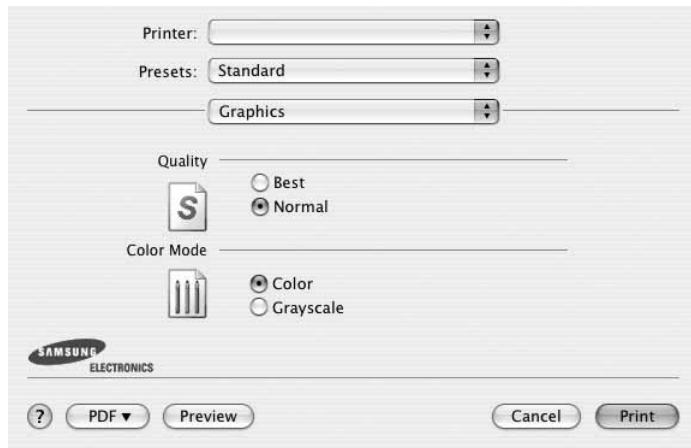 Printer:
Presets: Standard
Graphics
Quality
Best
S
Normal
Color Mode
Color
Grayscale
SAMSUNG
ELECTRONICS
? PDF ▼ Preview Cancel Print